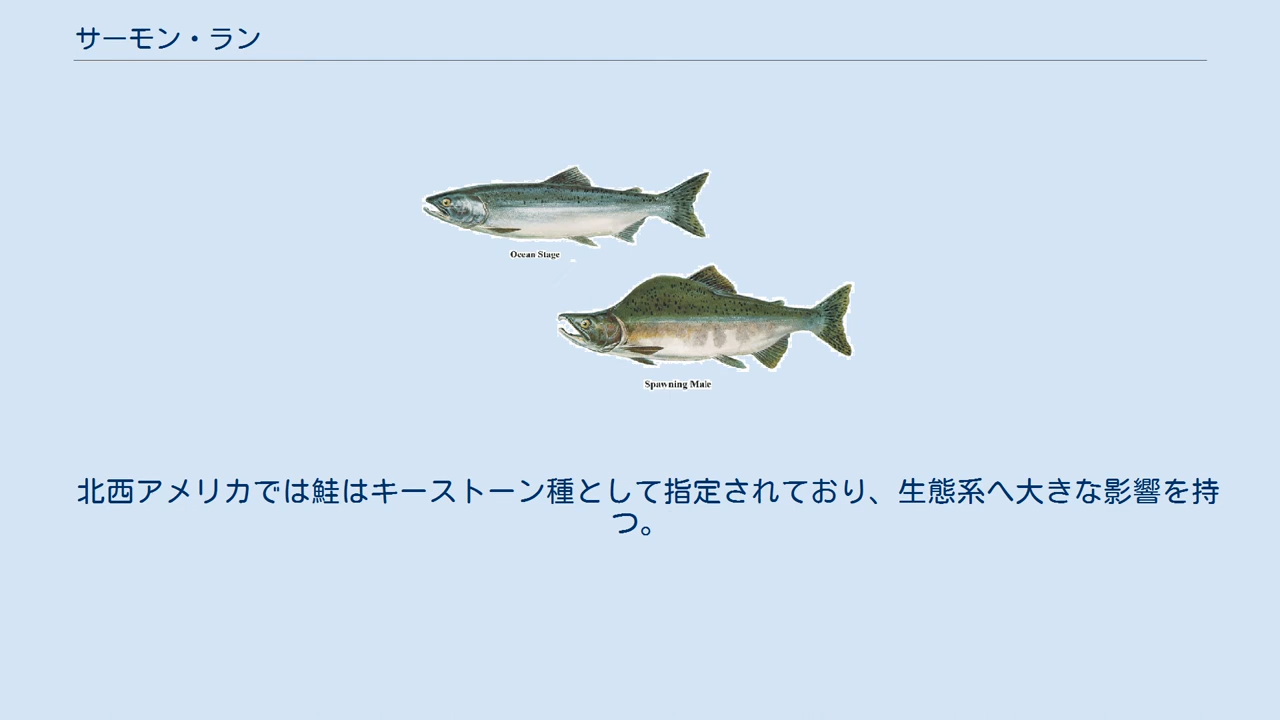 サーモン・ラン
Ocean Stage
Spawning Male
北西アメリカでは鮭はキーストーン種として指定されており、生態系へ大きな影響を持
つ。